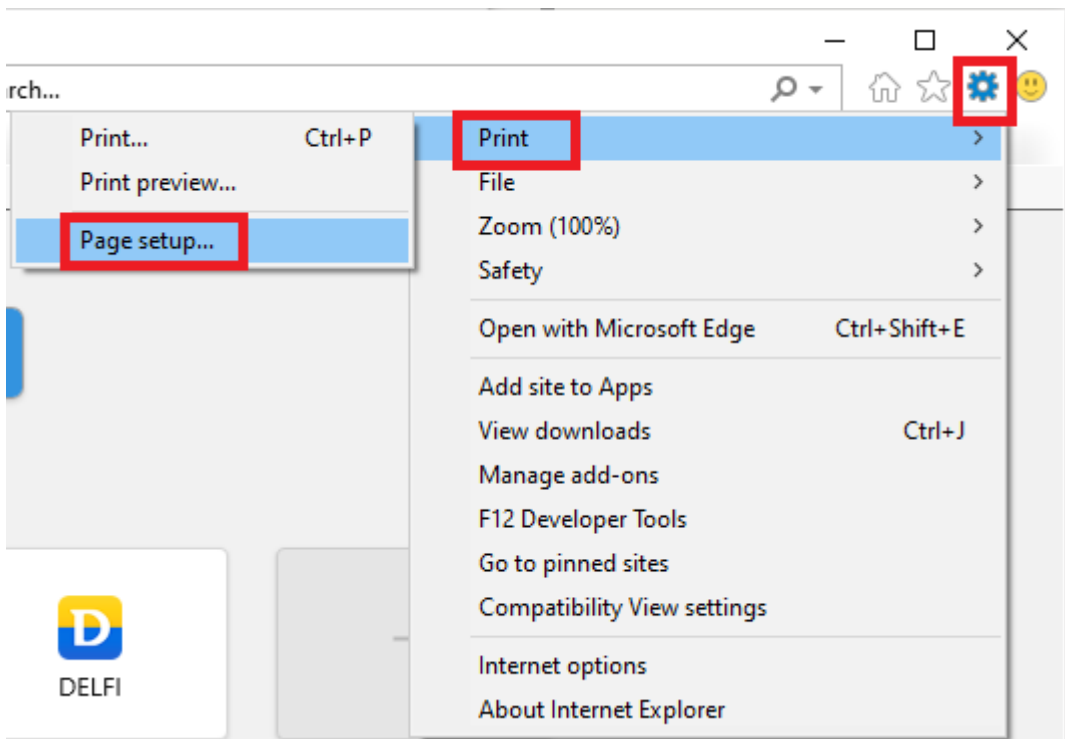 rch...
Print... Ctrl+P
Print preview...
Page setup...
Print
File
Zoom (100%)
Safety
Open with Microsoft Edge Ctrl+Shift+E
Add site to Apps
View downloads Ctrl+J
Manage add-ons
F12 Developer Tools
Go to pinned sites
Compatibility View settings
Internet options
About Internet Explorer
D
DELFI